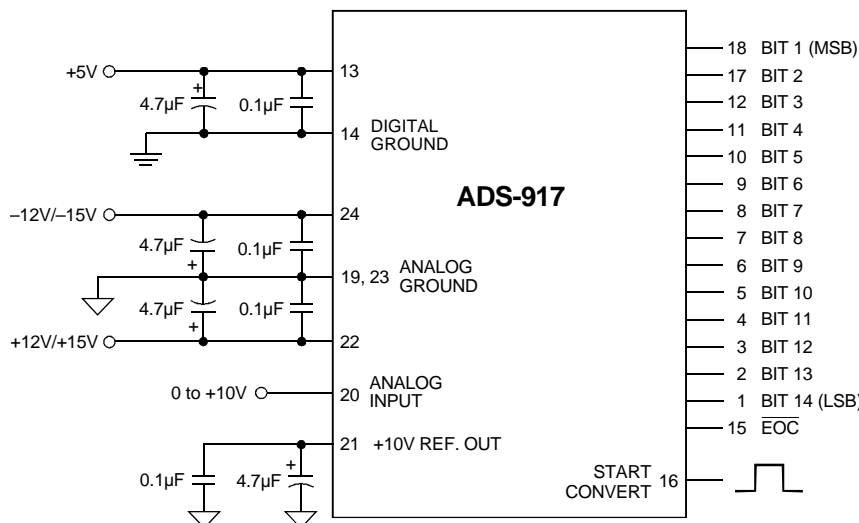 18 BIT 1 (MSB)
+5V
13
17 BIT 2
+
4.7µF
0.1µF
12 BIT 3
14 DIGITAL
GROUND
11 BIT 4
10 BIT 5
ADS-917
9 BIT 6
–12V/–15V
24
8 BIT 7
4.7µF
0.1µF
7 BIT 8
+
19, 23 ANALOG
GROUND
6 BIT 9
5 BIT 10
4.7µF
0.1µF
4 BIT 11
+
+12V/+15V
22
3 BIT 12
2 BIT 13
0 to +10V
20 ANALOG
INPUT
1 BIT 14 (LSB)
15 EOC
21 +10V REF. OUT
+
0.1µF
4.7µF
START
CONVERT
16